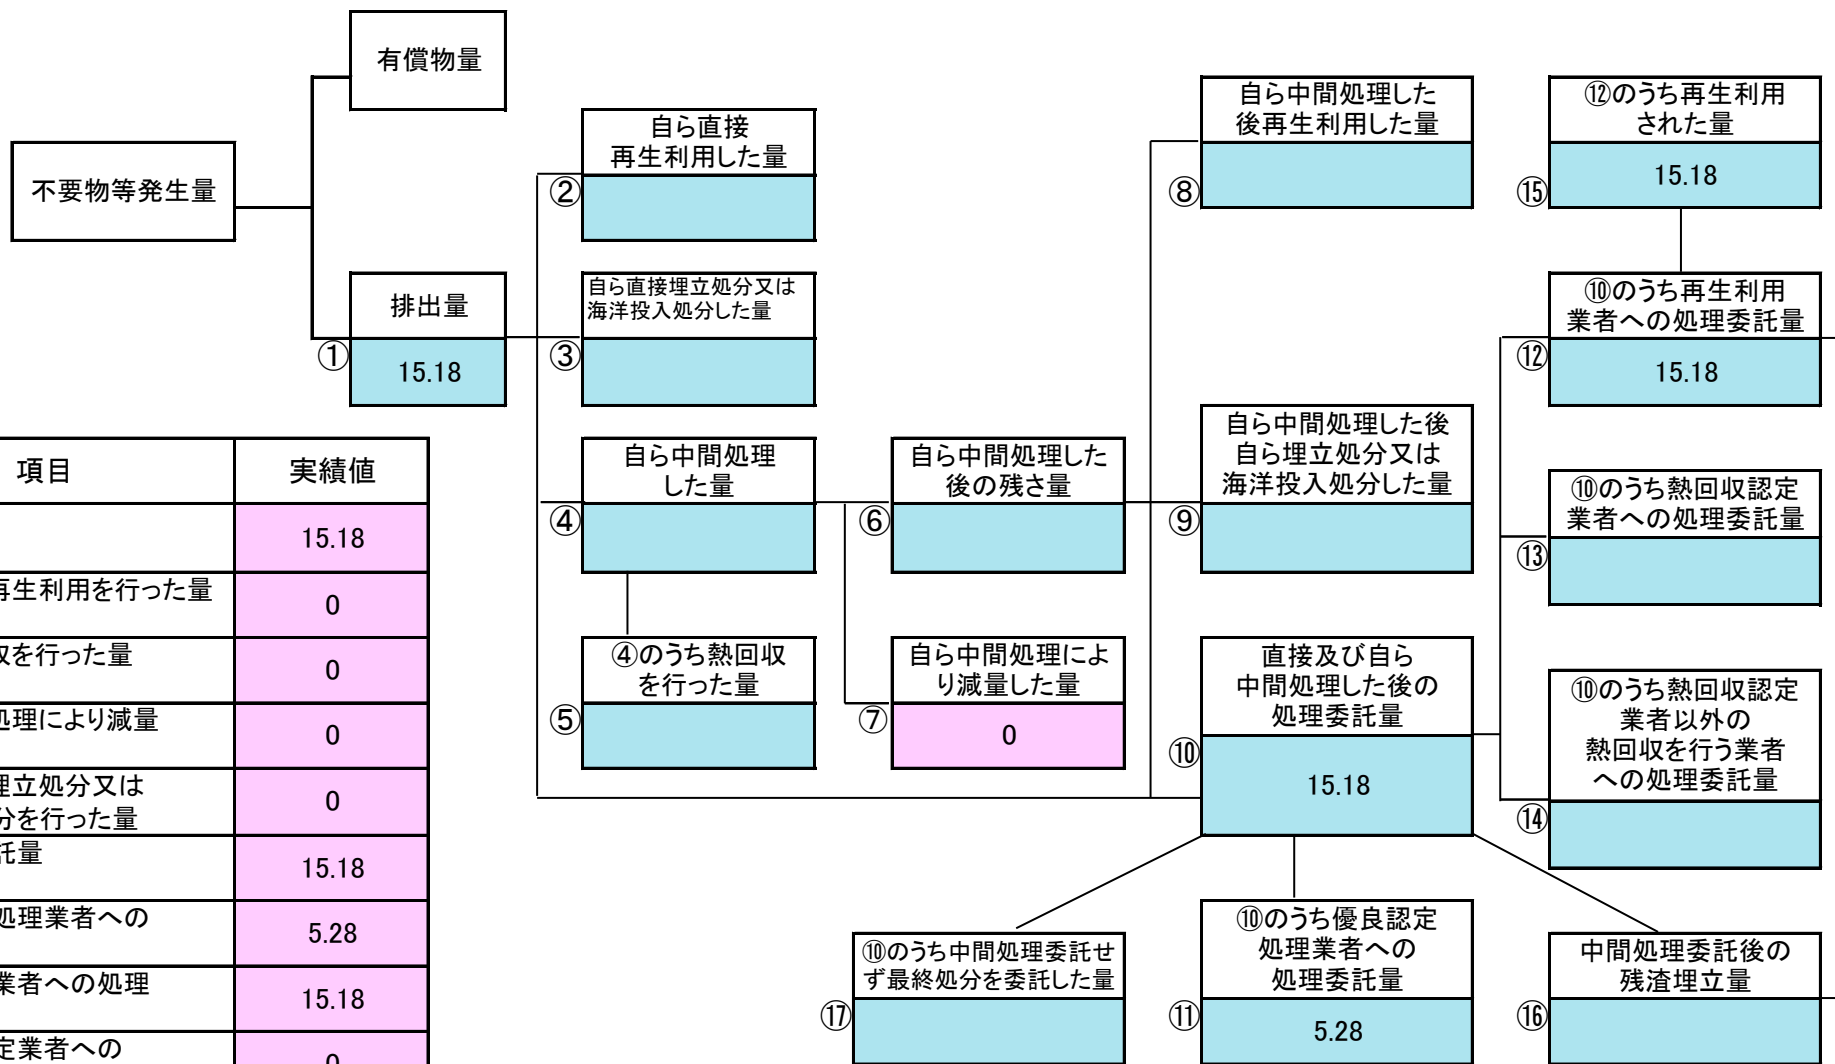 有償物量
不要物等発生量
排出量
①
15.18
自ら直接
再生利用した量
②
自ら直接埋立処分又は
海洋投入処分した量
③
自ら中間処理
した量
④
④のうち熱回収
を行った量
⑤
自ら中間処理した
後の残さ量
⑥
自ら中間処理によ
り減量した量
⑦
0
自ら中間処理した
後再生利用した量
⑧
自ら中間処理した後
自ら埋立処分又は
海洋投入処分した量
⑨
直接及び自ら
中間処理した後の
処理委託量
⑩
15.18
⑩のうち優良認定
処理業者への
処理委託量
⑪
5.28
⑫のうち再生利用
された量
⑮
15.18
⑩のうち再生利用
業者への処理委託量
⑫
15.18
⑩のうち熱回収認定
業者への処理委託量
⑬
⑩のうち熱回収認定
業者以外の
熱回収を行う業者
への処理委託量
⑭
⑩のうち中間処理委託せ
ず最終処分を委託した量
⑰
中間処理委託後の
残渣埋立量
⑯
項目 実績値
15.18
再生利用を行った量
0
を行った量
0
処理により減量
0
埋立処分又は
を行った量
0
託量
15.18
処理業者への
5.28
業者への処理
15.18
定業者への
0